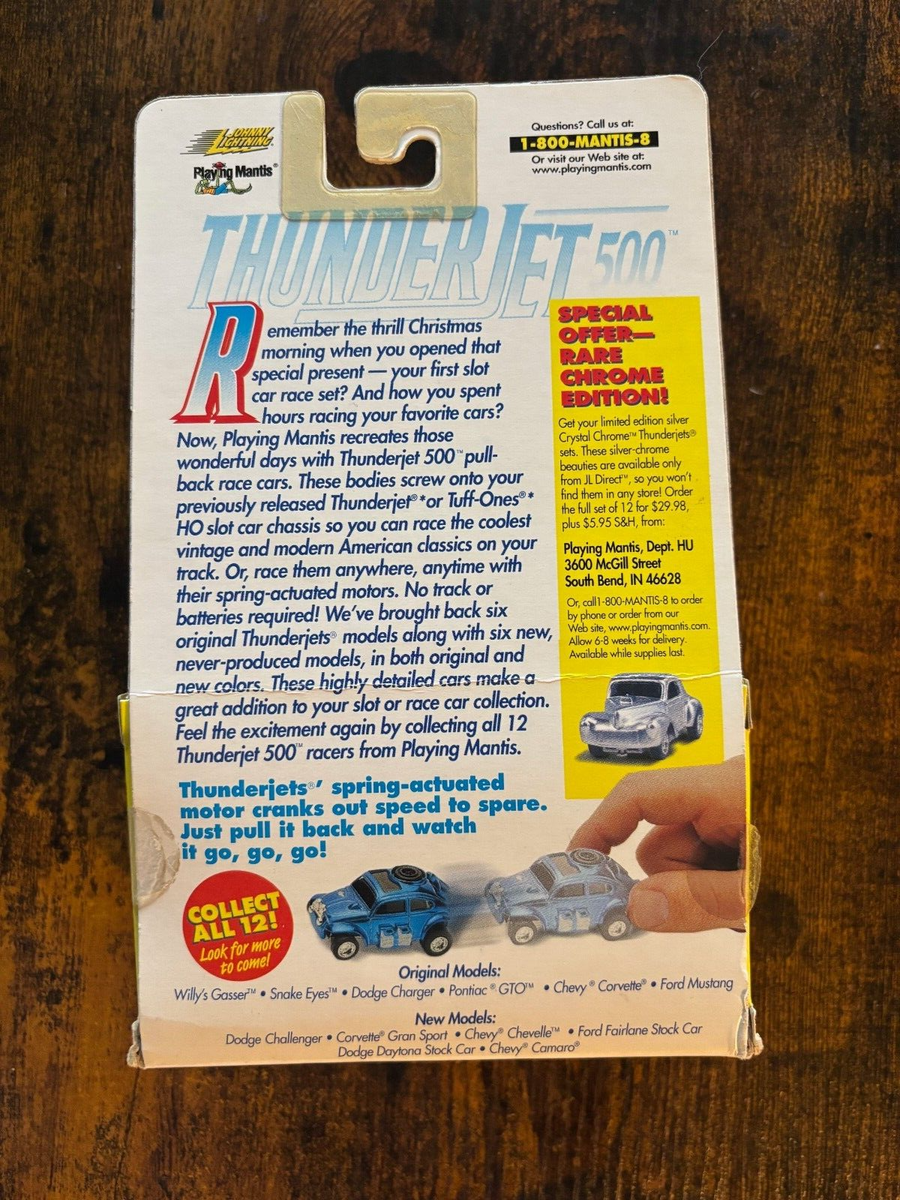 JOHNNY
LIGHTNING
Playing Mantis®
Questions? Call us at:
1-800-MANTIS-8
Or visit our Web site at:
www.playingmantis.com
THUNDERJET 500™
Remember the thrill Christmas
morning when you opened that
special present — your first slot
car race set? And how you spent
hours racing your favorite cars?
Now, Playing Mantis recreates those
wonderful days with Thunderjet 500™ pull-
back race cars. These bodies screw onto your
previously released Thunderjet®* or Tuff-Ones®*
HO slot car chassis so you can race the coolest
vintage and modern American classics on your
track. Or, race them anywhere, anytime with
their spring-actuated motors. No track or
batteries required! We've brought back six
original Thunderjets® models along with six new,
never-produced models, in both original and
new colors. These highly detailed cars make a
great addition to your slot or race car collection.
Feel the excitement again by collecting all 12
Thunderjet 500™ racers from Playing Mantis.
SPECIAL
OFFER—
RARE
CHROME
EDITION!
Get your limited edition silver
Crystal Chrome™ Thunderjets®
sets. These silver-chrome
beauties are available only
from JL Direct™, so you won't
find them in any store! Order
the full set of 12 for $29.98,
plus $5.95 S&H, from:
Playing Mantis, Dept. HU
3600 McGill Street
South Bend, IN 46628
Or, call1-800-MANTIS-8 to order
by phone or order from our
Web site, www.playingmantis.com.
Allow 6-8 weeks for delivery.
Available while supplies last.
Thunderjets®' spring-actuated
motor cranks out speed to spare.
Just pull it back and watch
it go, go, go!
COLLECT
ALL 12!
Look for more
to come!
Original Models:
Willy's Gasser™ • Snake Eyes™ • Dodge Charger • Pontiac® GTO™ • Chevy® Corvette® • Ford Mustang
New Models:
Dodge Challenger • Corvette® Gran Sport • Chevy® Chevelle™ • Ford Fairlane Stock Car
Dodge Daytona Stock Car • Chevy® Camaro®